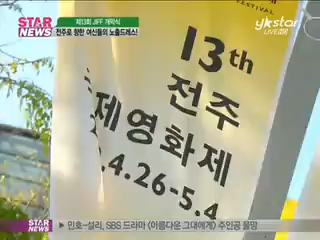 STAR NEWS
제13회 JIFF 개막식
전주로 향한 여신들의 노출드레스!
ystar
LIVE
FESTIVAL
13th
전주
제영화제
.4.26-5.4
STAR NEWS
민호-설리, SBS 드라마 <아름다운 그대에게> 주인공 물망